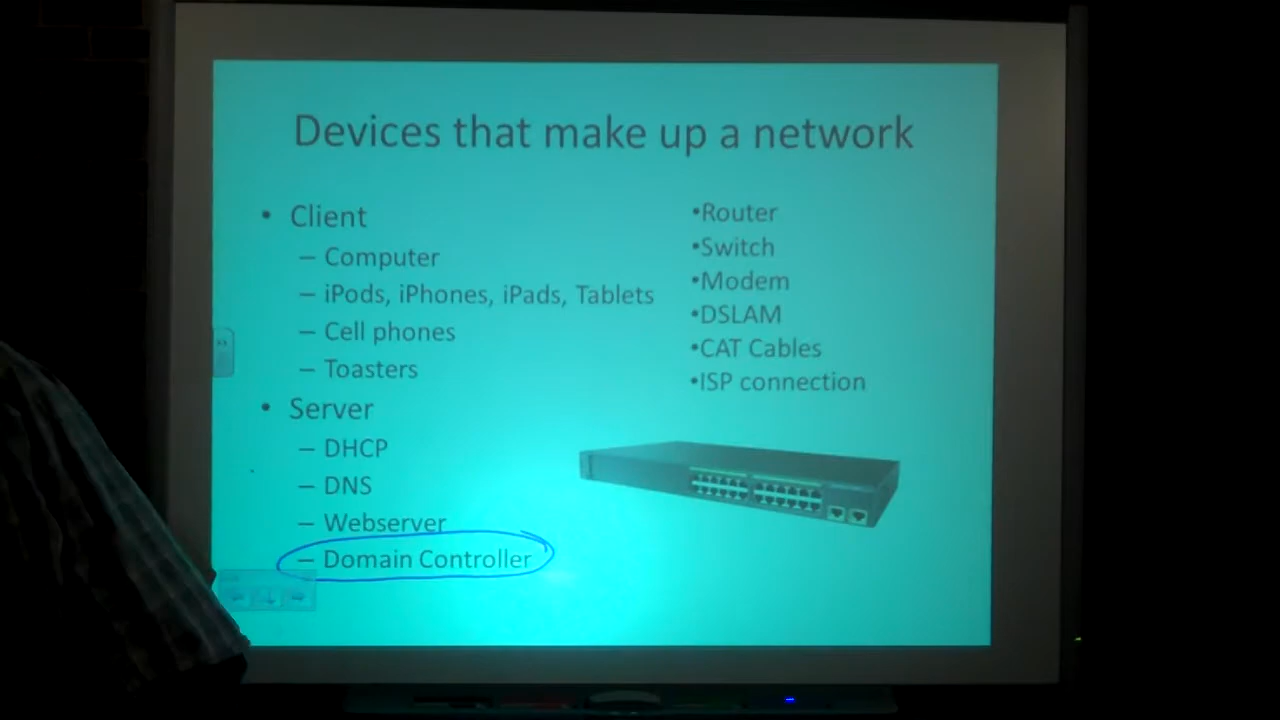 Devices that make up a network
• Client
– Computer
– iPods, iPhones, iPads, Tablets
– Cell phones
– Toasters
• Server
– DHCP
– DNS
– Webserver
– Domain Controller
•Router
•Switch
•Modem
•DSLAM
•CAT Cables
•ISP connection